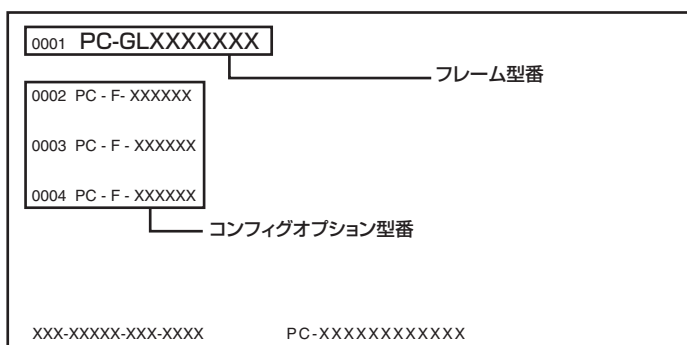 0001 PC-GLXXXXXXX
フレーム型番
0002 PC - F- XXXXXX
0003 PC - F - XXXXXX
0004 PC - F - XXXXXX
コンフィグオプション型番
XXX-XXXXX-XXX-XXXX PC-XXXXXXXXXXXX